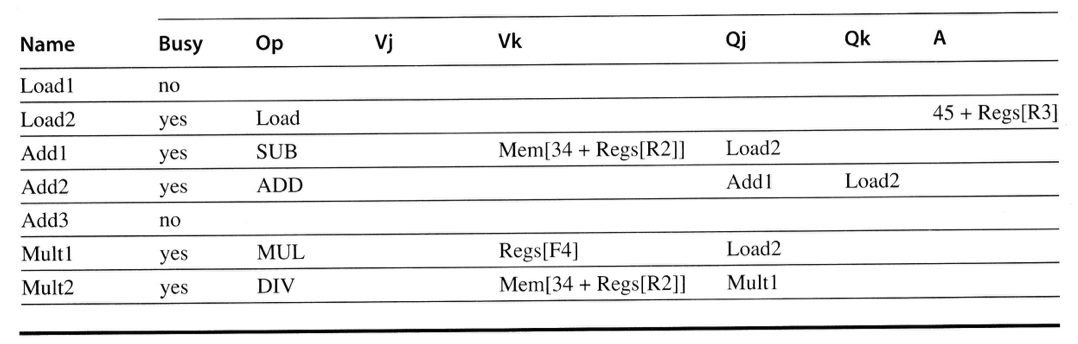 Name Busy Op Vj Vk Qj Qk A
Load1 no
Load2 yes Load 45 + Regs[R3]
Add1 yes SUB Mem[34 + Regs[R2]] Load2
Add2 yes ADD Add1 Load2
Add3 no
Mult1 yes MUL Regs[F4] Load2
Mult2 yes DIV Mem[34 + Regs[R2]] Mult1